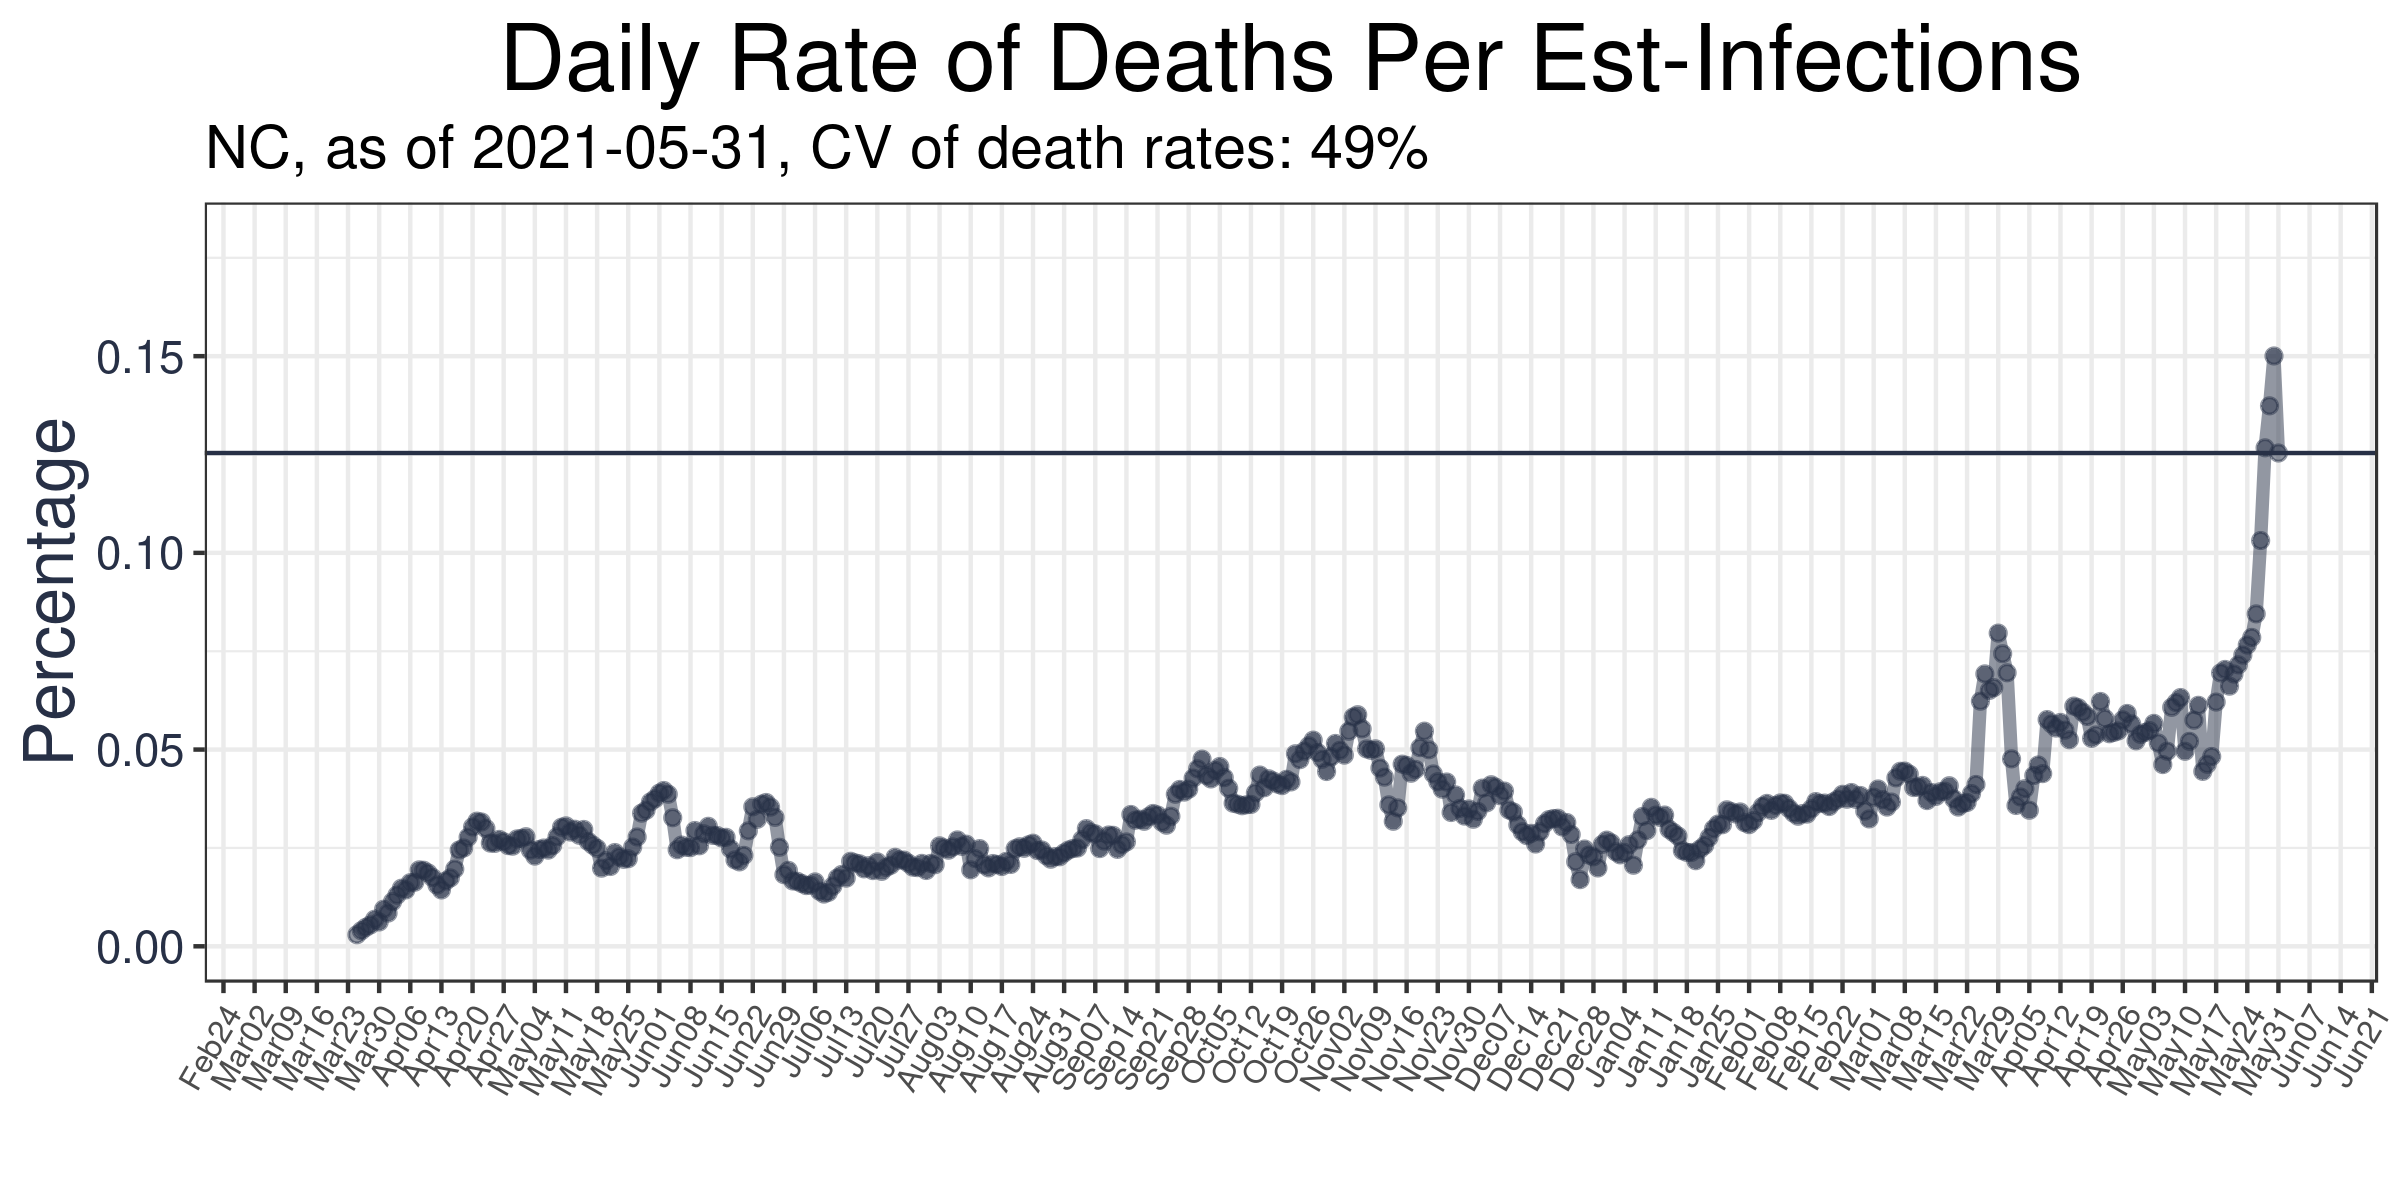 Daily Rate of Deaths Per Est-Infections
NC, as of 2021-05-31, CV of death rates: 49%
Percentage
0.15
0.10
0.05
0.00
Feb24 Mar02 Mar09 Mar16 Mar23 Mar30 Apr06 Apr13 Apr20 Apr27 May04 May11 May18 May25 Jun01 Jun08 Jun15 Jun22 Jun29 Jul06 Jul13 Jul20 Jul27 Aug03 Aug10 Aug17 Aug24 Aug31 Sep07 Sep14 Sep21 Sep28 Oct05 Oct12 Oct19 Oct26 Nov02 Nov09 Nov16 Nov23 Nov30 Dec07 Dec14 Dec21 Dec28 Jan04 Jan11 Jan18 Jan25 Feb01 Feb08 Feb15 Feb22 Mar01 Mar08 Mar15 Mar22 Mar29 Apr05 Apr12 Apr19 Apr26 May03 May10 May17 May24 May31 Jun07 Jun14 Jun21